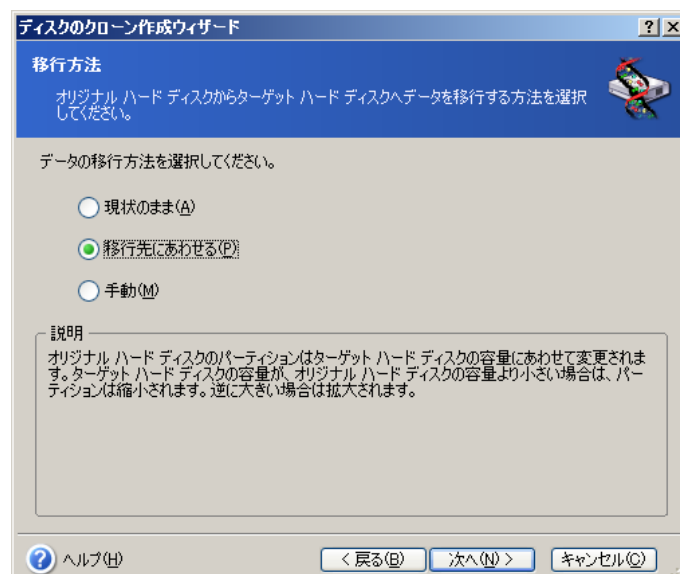 ディスクのクローン作成ウィザード
移行方法
オリジナル ハード ディスクからターゲット ハード ディスクへデータを移行する方法を選択
してください。
データの移行方法を選択してください。
現状のまま(A)
移行先にあわせる(P)
手動(M)
説明
オリジナル ハード ディスクのパーティションはターゲット ハード ディスクの容量にあわせて変更されま
す。ターゲット ハード ディスクの容量が、オリジナル ハード ディスクの容量より小さい場合は、パー
ティションは縮小されます。逆に大きい場合は拡大されます。
ヘルプ(H)
< 戻る(B)
次へ(N) >
キャンセル(C)